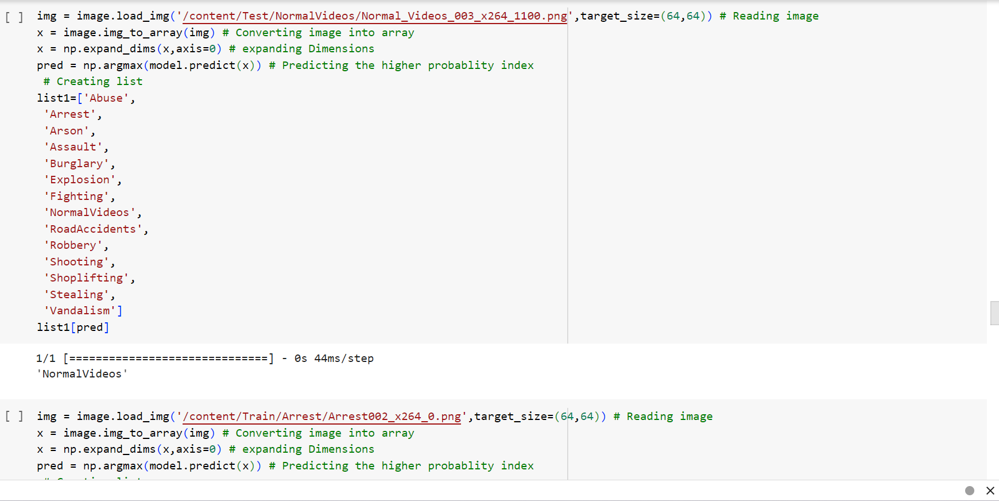 [ ] img = image.load_img('/content/Test/NormalVideos/Normal_Videos_003_x264_1100.png',target_size=(64,64)) # Reading image
x = image.img_to_array(img) # Converting image into array
x = np.expand_dims(x,axis=0) # expanding Dimensions
pred = np.argmax(model.predict(x)) # Predicting the higher probablity index
# Creating list
list1=['Abuse',
'Arrest',
'Arson',
'Assault',
'Burglary',
'Explosion',
'Fighting',
'NormalVideos',
'RoadAccidents',
'Robbery',
'Shooting',
'Shoplifting',
'Stealing',
'Vandalism']
list1[pred]
1/1 [==============================] - 0s 44ms/step
'NormalVideos'
[ ] img = image.load_img('/content/Train/Arrest/Arrest002_x264_0.png',target_size=(64,64)) # Reading image
x = image.img_to_array(img) # Converting image into array
x = np.expand_dims(x,axis=0) # expanding Dimensions
pred = np.argmax(model.predict(x)) # Predicting the higher probablity index